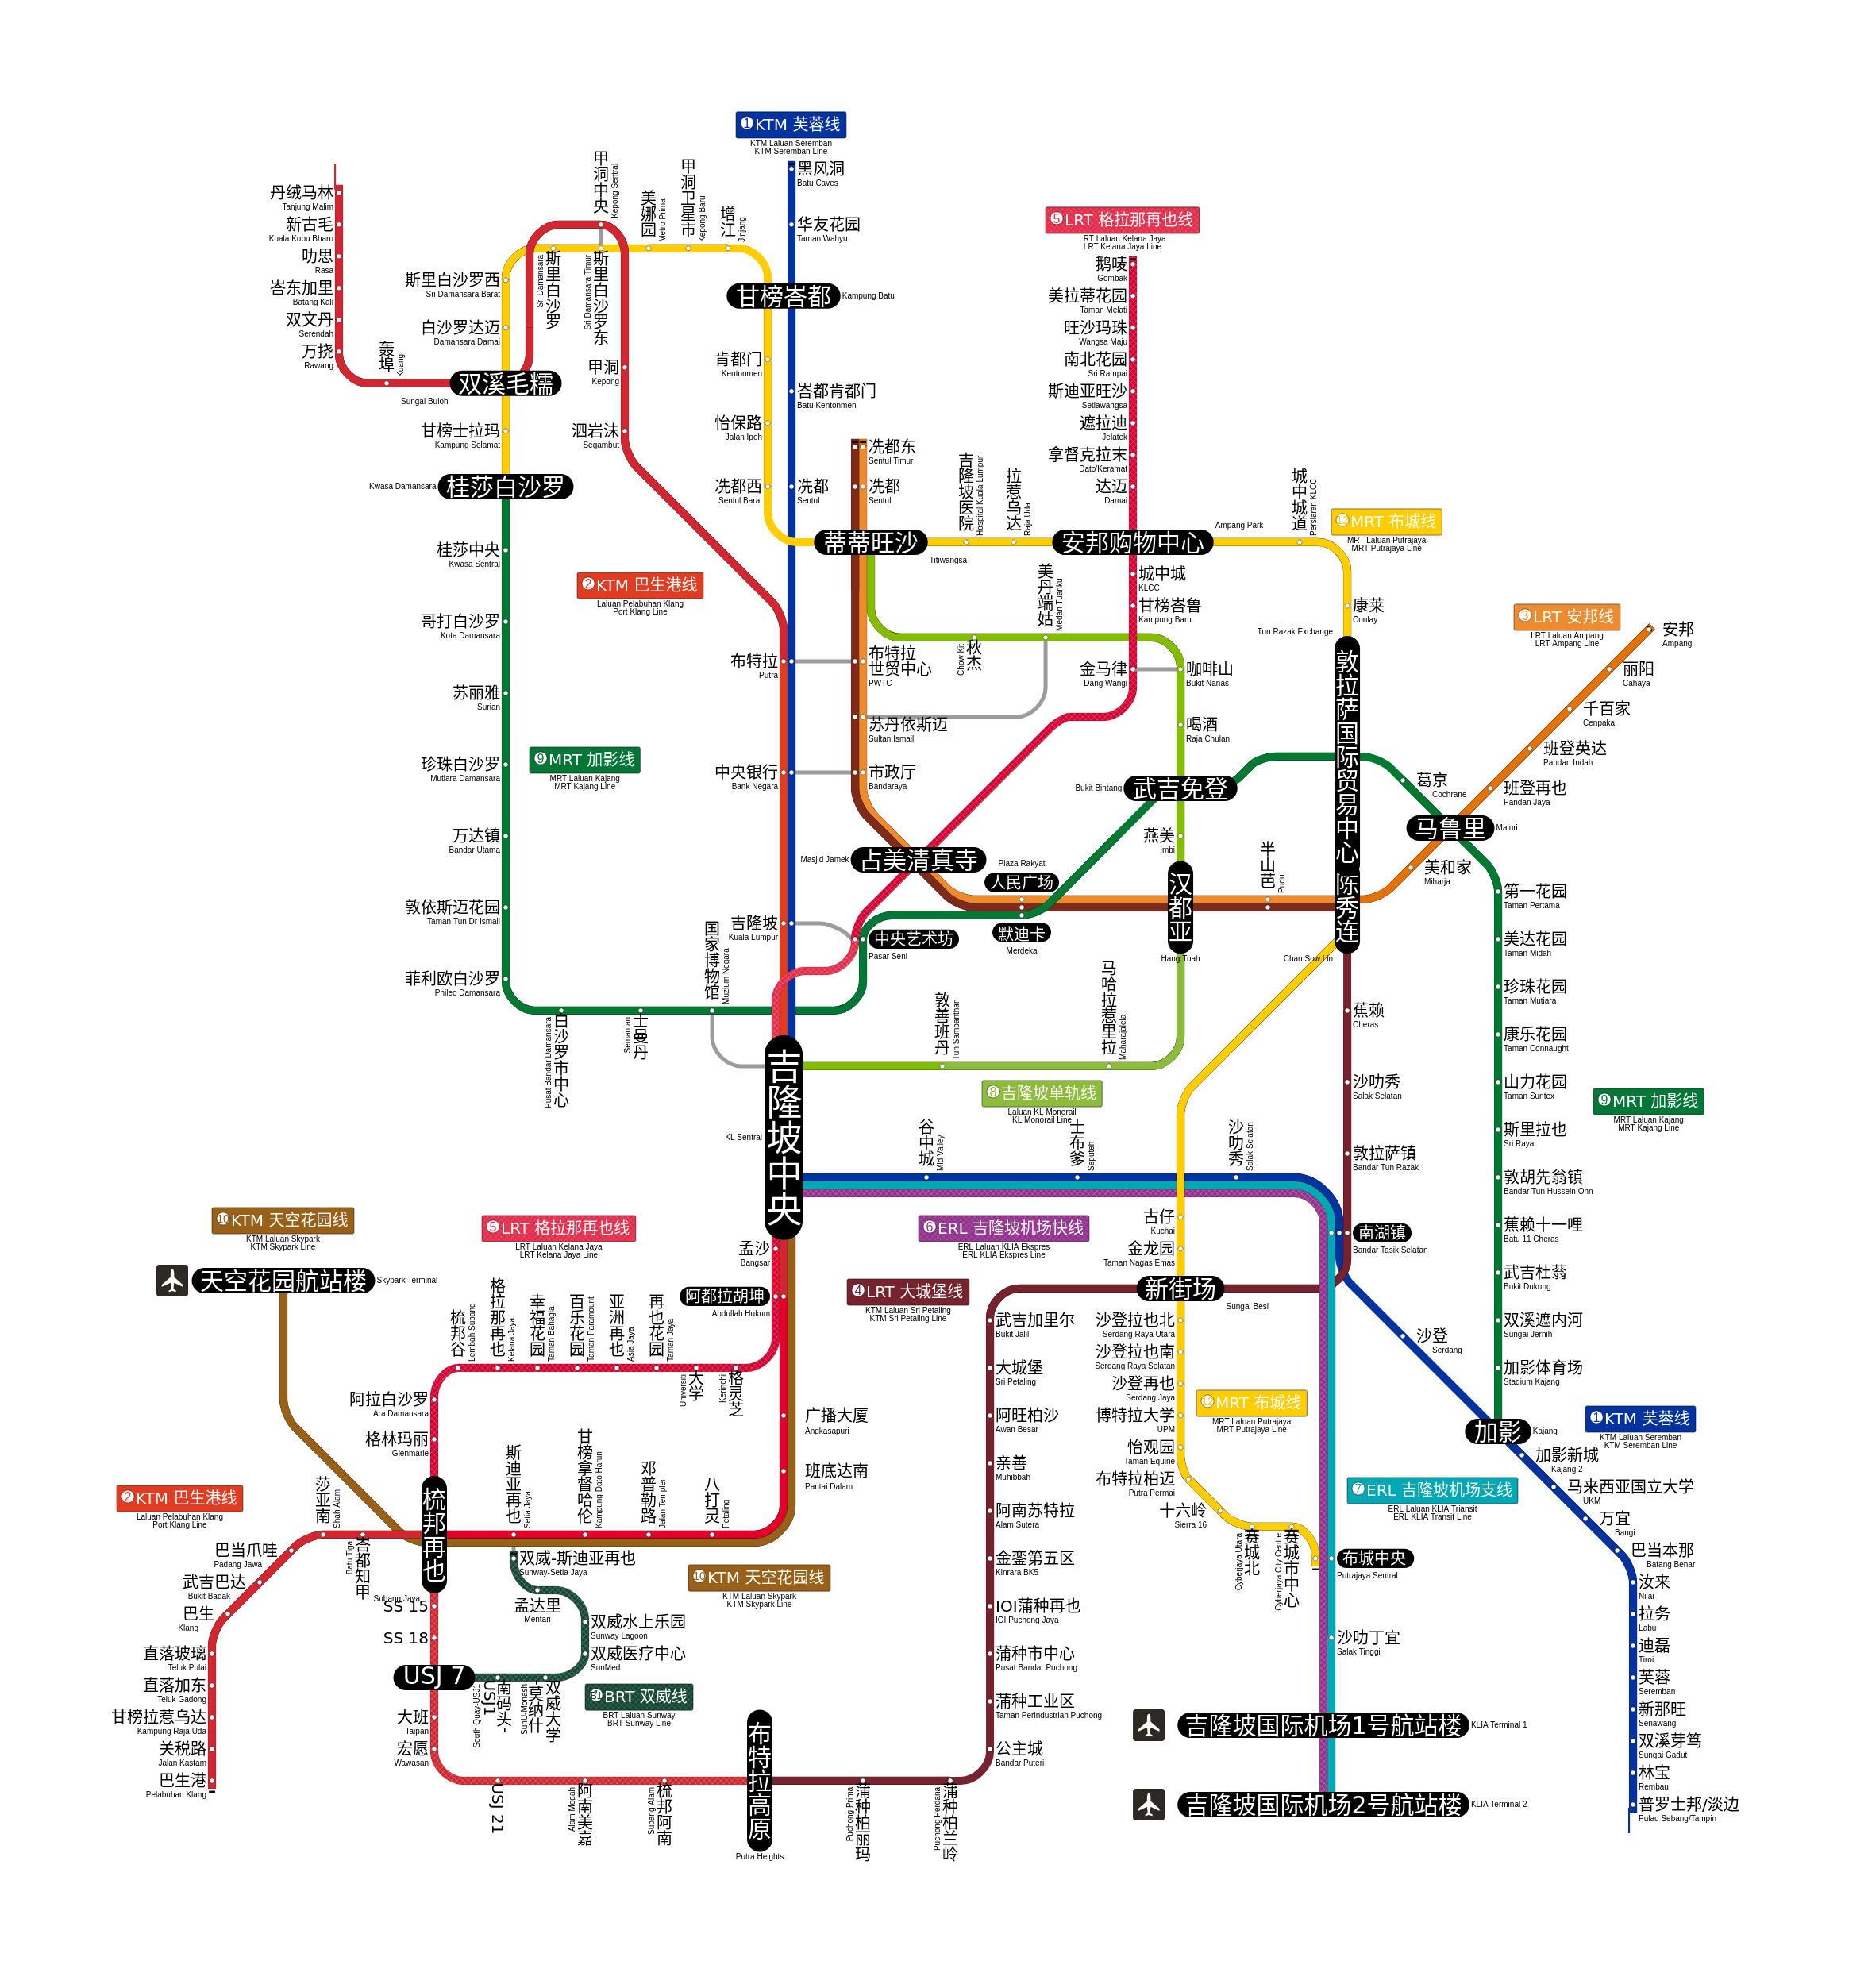 ❶KTM 芙蓉线
KTM Laluan Seremban
KTM Seremban Line
黑风洞
Batu Caves
华友花园
Taman Wahyu
甘榜峇都
Kampung Batu
峇都肯都门
Batu Kentonmen
冼都
Sentul
丹绒马林
Tanjung Malim
新古毛
Kuala Kubu Bharu
叻思
Rasa
峇东加里
Batang Kali
双文丹
Serendah
万挠
Rawang
轰埠
Kuang
双溪毛糯
Sungai Buloh
甲洞中央
Kepong Sentral
甲洞
Kepong
泗岩沫
Segambut
美娜园
Metro Prima
甲洞卫星市
Kepong Baru
增江
Jinjang
斯里白沙罗
Sri Damansara
斯里白沙罗东
Sri Damansara Timur
斯里白沙罗西
Sri Damansara Barat
白沙罗达迈
Damansara Damai
甘榜士拉玛
Kampung Selamat
桂莎白沙罗
Kwasa Damansara
肯都门
Kentonmen
怡保路
Jalan Ipoh
冼都西
Sentul Barat
冼都东
Sentul Timur
冼都
Sentul
蒂蒂旺沙
Titiwangsa
吉隆坡医院
Hospital Kuala Lumpur
拉惹乌达
Raja Uda
❺LRT 格拉那再也线
LRT Laluan Kelana Jaya
LRT Kelana Jaya Line
鹅唛
Gombak
美拉蒂花园
Taman Melati
旺沙玛珠
Wangsa Maju
南北花园
Sri Rampai
斯迪亚旺沙
Setiawangsa
遮拉迪
Jelatek
拿督克拉末
Dato'Keramat
达迈
Damai
安邦购物中心
Ampang Park
城中城道
Persiaran KLCC
⓬MRT 布城线
MRT Laluan Putrajaya
MRT Putrajaya Line
城中城
KLCC
甘榜峇鲁
Kampung Baru
金马律
Dang Wangi
康莱
Conlay
Tun Razak Exchange
敦拉萨国际贸易中心
❸LRT 安邦线
LRT Laluan Ampang
LRT Ampang Line
安邦
Ampang
丽阳
Cahaya
千百家
Cenpaka
班登英达
Pandan Indah
班登再也
Pandan Jaya
马鲁里
Maluri
美和家
Miharja
葛京
Cochrane
桂莎中央
Kwasa Sentral
哥打白沙罗
Kota Damansara
苏丽雅
Surian
珍珠白沙罗
Mutiara Damansara
万达镇
Bandar Utama
敦依斯迈花园
Taman Tun Dr Ismail
菲利欧白沙罗
Phileo Damansara
白沙罗市中心
Pusat Bandar Damansara
士曼丹
Semantan
国家博物馆
Muzium Negara
❷KTM 巴生港线
Laluan Pelabuhan Klang
Port Klang Line
❾MRT 加影线
MRT Laluan Kajang
MRT Kajang Line
布特拉
Putra
中央银行
Bank Negara
吉隆坡
Kuala Lumpur
布特拉
世贸中心
PWTC
苏丹依斯迈
Sultan Ismail
市政厅
Bandaraya
秋杰
Chow Kit
美丹端姑
Medan Tuanku
咖啡山
Bukit Nanas
喝酒
Raja Chulan
武吉免登
Bukit Bintang
燕美
Imbi
占美清真寺
Masjid Jamek
Plaza Rakyat
人民广场
默迪卡
Merdeka
中央艺术坊
Pasar Seni
汉都亚
Hang Tuah
半山芭
Pudu
陈秀连
Chan Sow Lin
敦善班丹
Tun Sambanthan
马哈拉惹里拉
Maharajalela
❽吉隆坡单轨线
Laluan KL Monorail
KL Monorail Line
吉隆坡中央
KL Sentral
谷中城
Mid Valley
士布爹
Seputeh
沙叻秀
Salak Selatan
蕉赖
Cheras
沙叻秀
Salak Selatan
敦拉萨镇
Bandar Tun Razak
南湖镇
Bandar Tasik Selatan
第一花园
Taman Pertama
美达花园
Taman Midah
珍珠花园
Taman Mutiara
康乐花园
Taman Connaught
山力花园
Taman Suntex
斯里拉也
Sri Raya
敦胡先翁镇
Bandar Tun Hussein Onn
蕉赖十一哩
Batu 11 Cheras
武吉杜蓊
Bukit Dukung
双溪遮内河
Sungai Jernih
加影体育场
Stadium Kajang
加影
Kajang
❾MRT 加影线
MRT Laluan Kajang
MRT Kajang Line
❿KTM 天空花园线
KTM Laluan Skypark
KTM Skypark Line
❺LRT 格拉那再也线
LRT Laluan Kelana Jaya
LRT Kelana Jaya Line
❻ERL 吉隆坡机场快线
ERL Laluan KLIA Ekspres
ERL KLIA Ekspres Line
❹LRT 大城堡线
KTM Laluan Sri Petaling
KTM Sri Petaling Line
天空花园航站楼
Skypark Terminal
孟沙
Bangsar
阿都拉胡坤
Abdullah Hukum
梳邦谷
Lembah Subang
格拉那再也
Kelana Jaya
幸福花园
Taman Bahagia
百乐花园
Taman Paramount
亚洲再也
Asia Jaya
再也花园
Taman Jaya
大学
Universiti
格灵芝
Kerinchi
阿拉白沙罗
Ara Damansara
格林玛丽
Glenmarie
广播大厦
Angkasapuri
班底达南
Pantai Dalam
斯迪亚再也
Setia Jaya
甘榜拿督哈伦
Kampung Dato Harun
邓普勒路
Jalan Templer
八打灵
Petaling
梳邦再也
Subang Jaya
❷KTM 巴生港线
Laluan Pelabuhan Klang
Port Klang Line
莎亚南
Shah Alam
峇都知甲
Batu Tiga
巴当爪哇
Padang Jawa
武吉巴达
Bukit Badak
巴生
Klang
直落玻璃
Teluk Pulai
直落加东
Teluk Gadong
甘榜拉惹乌达
Kampung Raja Uda
关税路
Jalan Kastam
巴生港
Pelabuhan Klang
SS 15
SS 18
USJ 7
大班
Taipan
宏愿
Wawasan
USJ 21
阿南美嘉
Alam Megah
梳邦阿南
Subang Alam
布特拉高原
Putra Heights
双威-斯迪亚再也
Sunway-Setia Jaya
孟达里
Mentari
双威水上乐园
Sunway Lagoon
双威医疗中心
SunMed
双威大学
-莫纳什
SunU-Monash
南码头-
USJ1
South Quay-USJ1
BRT 双威线
BRT Laluan Sunway
BRT Sunway Line
❿KTM 天空花园线
KTM Laluan Skypark
KTM Skypark Line
蒲种柏丽玛
Puchong Prima
蒲种柏兰岭
Puchong Perdana
武吉加里尔
Bukit Jalil
大城堡
Sri Petaling
阿旺柏沙
Awan Besar
亲善
Muhibbah
阿南苏特拉
Alam Sutera
金銮第五区
Kinrara BK5
IOI蒲种再也
IOI Puchong Jaya
蒲种市中心
Pusat Bandar Puchong
蒲种工业区
Taman Perindustrian Puchong
公主城
Bandar Puteri
古仔
Kuchai
金龙园
Taman Nagas Emas
新街场
Sungai Besi
沙登拉也北
Serdang Raya Utara
沙登拉也南
Serdang Raya Selatan
沙登再也
Serdang Jaya
博特拉大学
UPM
怡观园
Taman Equine
布特拉柏迈
Putra Permai
十六岭
Sierra 16
赛城北
Cyberjaya Utara
赛城市中心
Cyberjaya City Centre
布城中央
Putrajaya Sentral
⓬MRT 布城线
MRT Laluan Putrajaya
MRT Putrajaya Line
❼ERL 吉隆坡机场支线
ERL Laluan KLIA Transit
ERL KLIA Transit Line
沙叻丁宜
Salak Tinggi
吉隆坡国际机场1号航站楼
KLIA Terminal 1
吉隆坡国际机场2号航站楼
KLIA Terminal 2
沙登
Serdang
❶KTM 芙蓉线
KTM Laluan Seremban
KTM Seremban Line
加影新城
Kajang 2
马来西亚国立大学
UKM
万宜
Bangi
巴当本那
Batang Benar
汝来
Nilai
拉务
Labu
迪磊
Tiroi
芙蓉
Seremban
新那旺
Senawang
双溪芽笃
Sungai Gadut
林宝
Rembau
普罗士邦/淡边
Pulau Sebang/Tampin